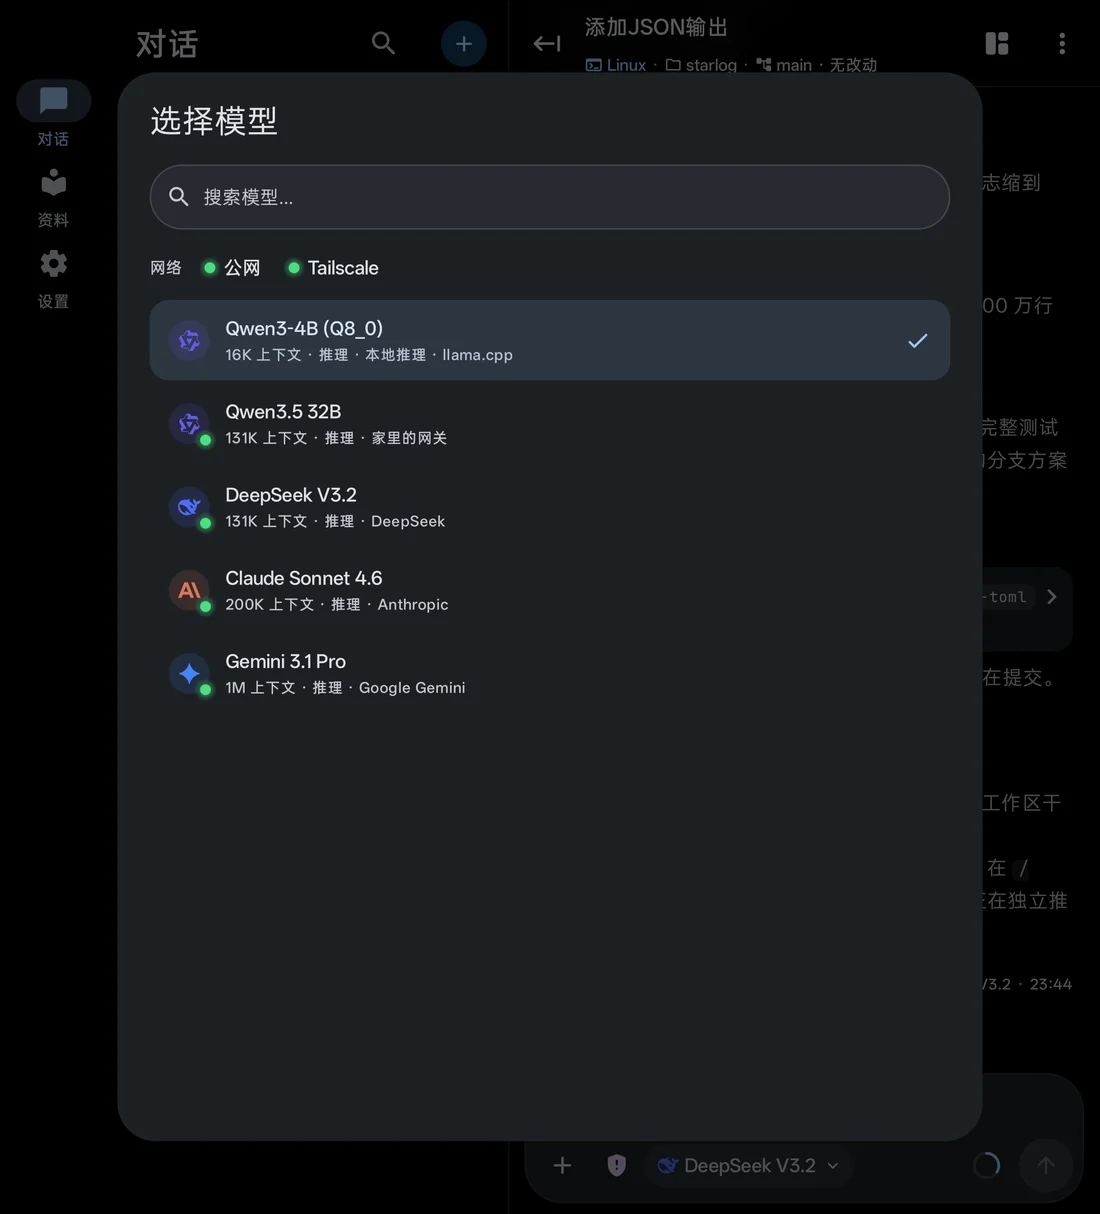 对话
添加JSON输出
Linux · starlog · main · 无改动
对话
资料
设置
选择模型
搜索模型...
网络 公网 Tailscale
Qwen3-4B (Q8_0)
16K 上下文 · 推理 · 本地推理 · llama.cpp
Qwen3.5 32B
131K 上下文 · 推理 · 家里的网关
DeepSeek V3.2
131K 上下文 · 推理 · DeepSeek
Claude Sonnet 4.6
200K 上下文 · 推理 · Anthropic
Gemini 3.1 Pro
1M 上下文 · 推理 · Google Gemini
志缩到
00 万行
完整测试
分支方案
-toml
在提交。
工作区干
在 /
在独立推
V3.2 · 23:44
DeepSeek V3.2